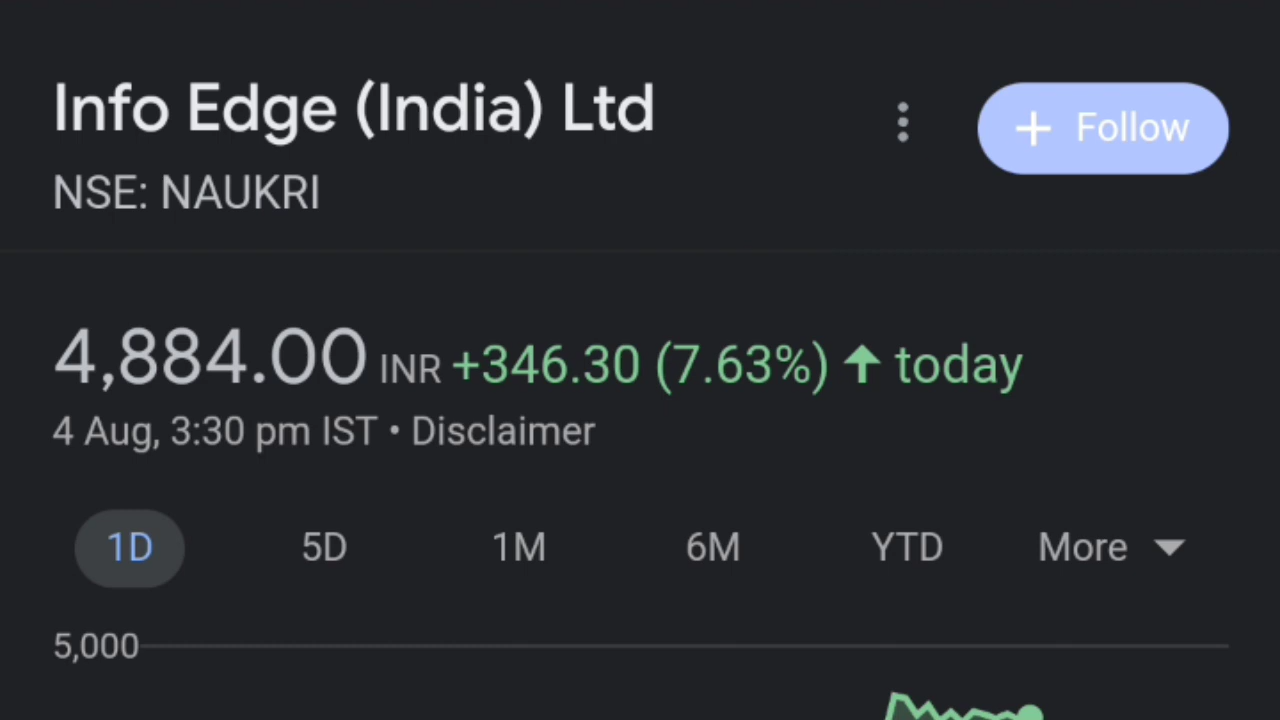 Info Edge (India) Ltd
+ Follow
NSE: NAUKRI
4,884.00 INR +346.30 (7.63%) ↑ today
4 Aug, 3:30 pm IST • Disclaimer
1D 5D 1M 6M YTD More
5,000